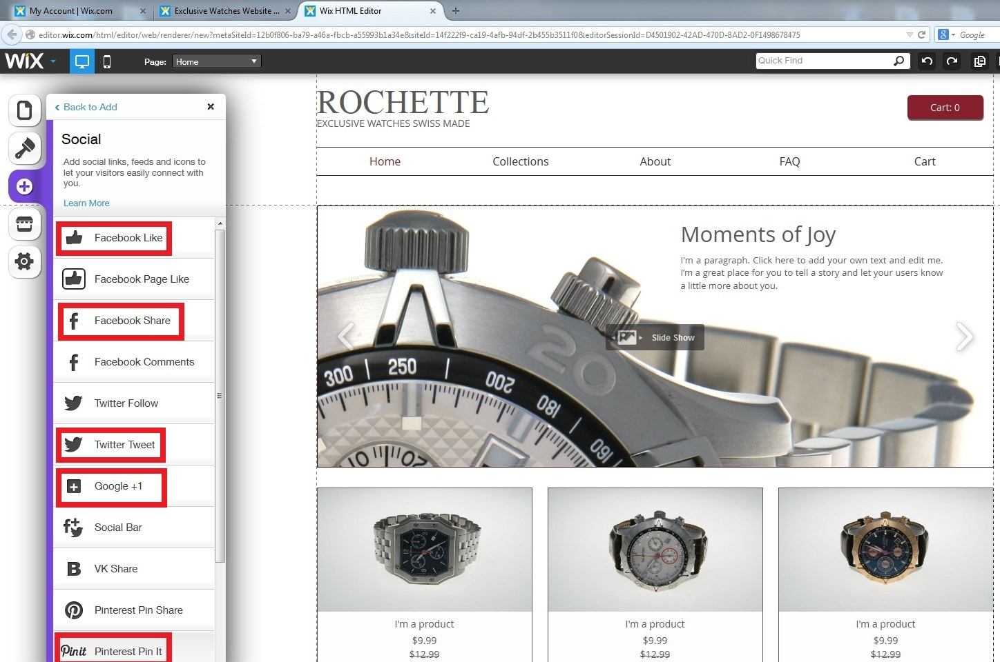 My Account | Wix.com
Exclusive Watches Website ...
Wix HTML Editor
editor.wix.com/html/editor/web/renderer/new?metaSiteId=12b0f806-ba79-a46a-fbcb-a55993b1a34e&siteId=14f222f9-ca19-4afb-94df-2b455b3511f0&editorSessionId=D4501902-42AD-470D-8AD2-0F1498678475
Google
WiX
Page:
Home
Quick Find
Back to Add
Social
Add social links, feeds and icons to
let your visitors easily connect with
you.
Learn More
Facebook Like
Facebook Page Like
Facebook Share
Facebook Comments
Twitter Follow
Twitter Tweet
Google +1
Social Bar
VK Share
Pinterest Pin Share
Pinit
Pinterest Pin It
ROCHETTE
EXCLUSIVE WATCHES SWISS MADE
Cart: 0
Home
Collections
About
FAQ
Cart
Moments of Joy
I'm a paragraph. Click here to add your own text and edit me.
I'm a great place for you to tell a story and let your users know
a little more about you.
Slide Show
20
300
250
200
180
160
I'm a product
$9.99
$12.99
I'm a product
$9.99
$12.99
I'm a product
$9.99
$12.99